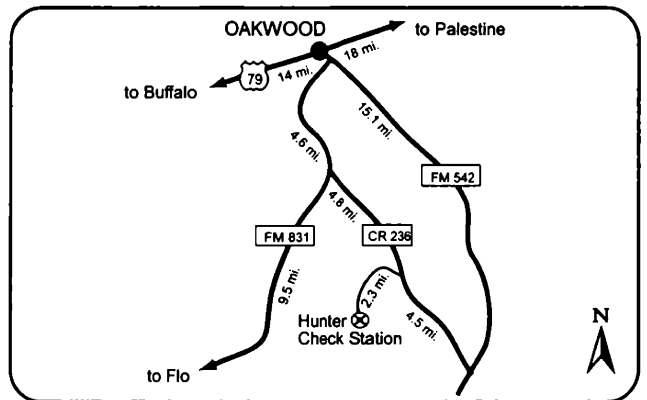 OAKWOOD
to Palestine
18 mi.
14 mi.
79
to Buffalo
15.1 mi.
4.6 mi.
FM 542
4.8 mi.
FM 831
CR 236
9.5 mi.
2.3 mi.
N
Hunter
Check Station
4.5 mi.
to Flo